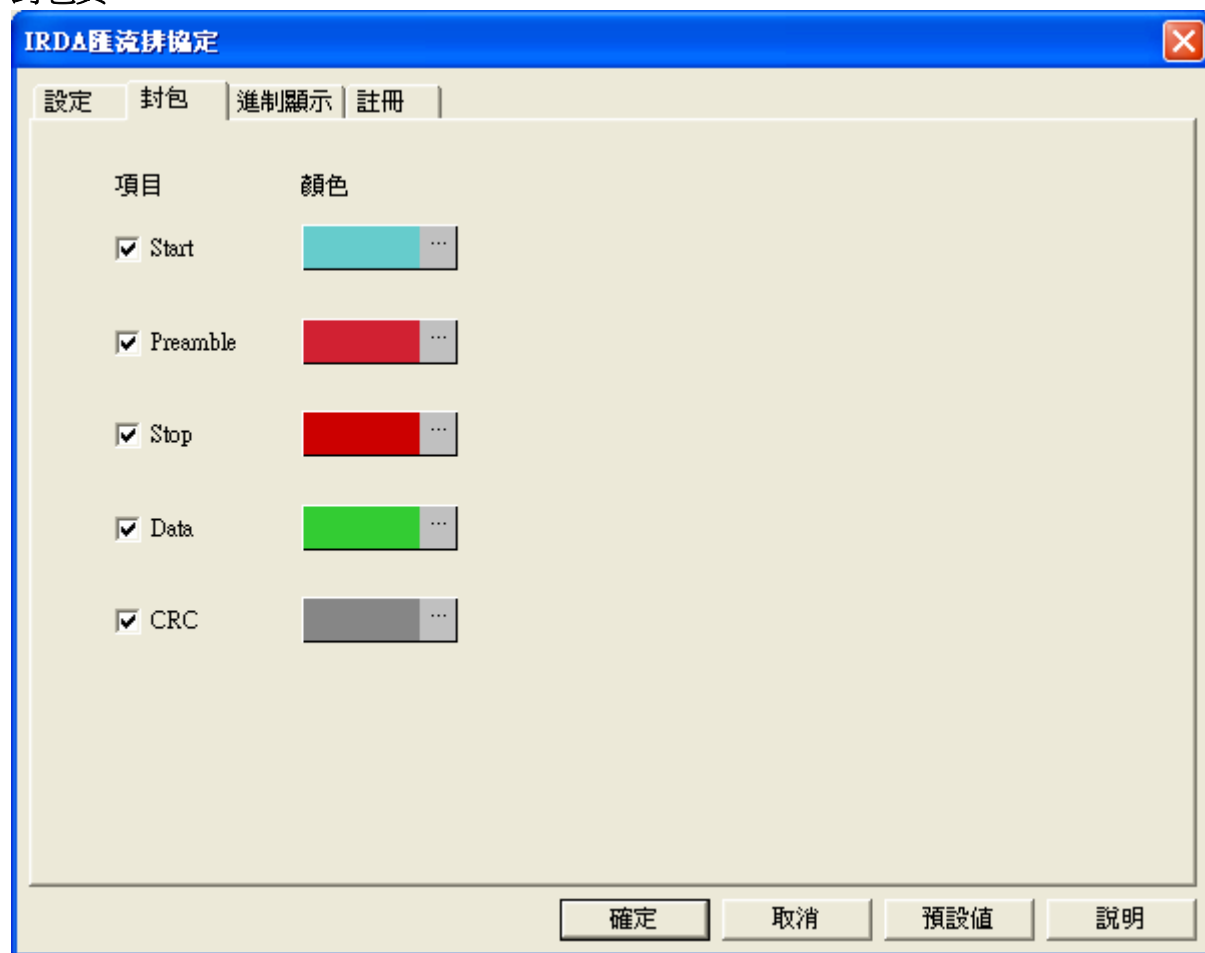 IRDA匯流排協定
設定 封包 進制顯示 註冊
項目 顏色
Start ...
Preamble ...
Stop ...
Data ...
CRC ...
確定 取消 預設值 說明